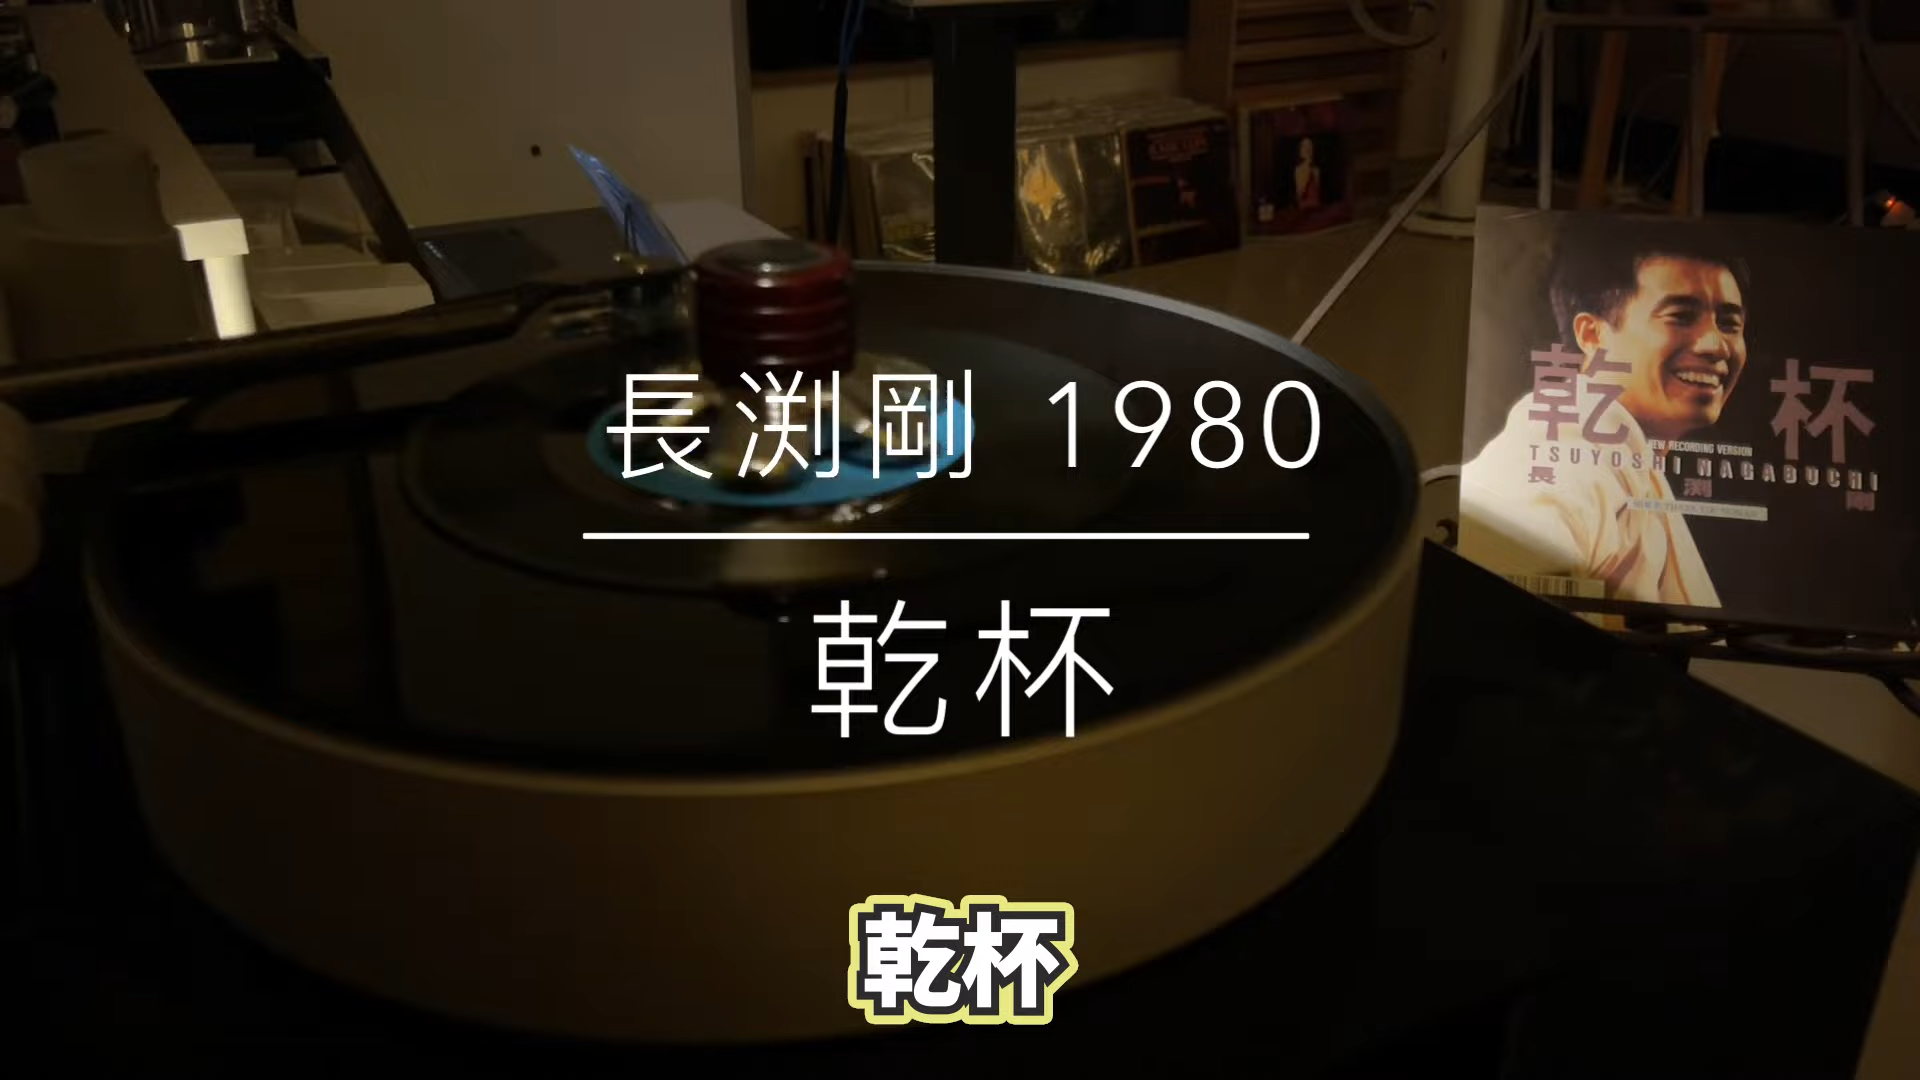 長渕剛 1980
乾杯
乾杯
乾 杯
NEW RECORDING VERSION
TSUYOSHI NAGABUCHI
長 渕 剛